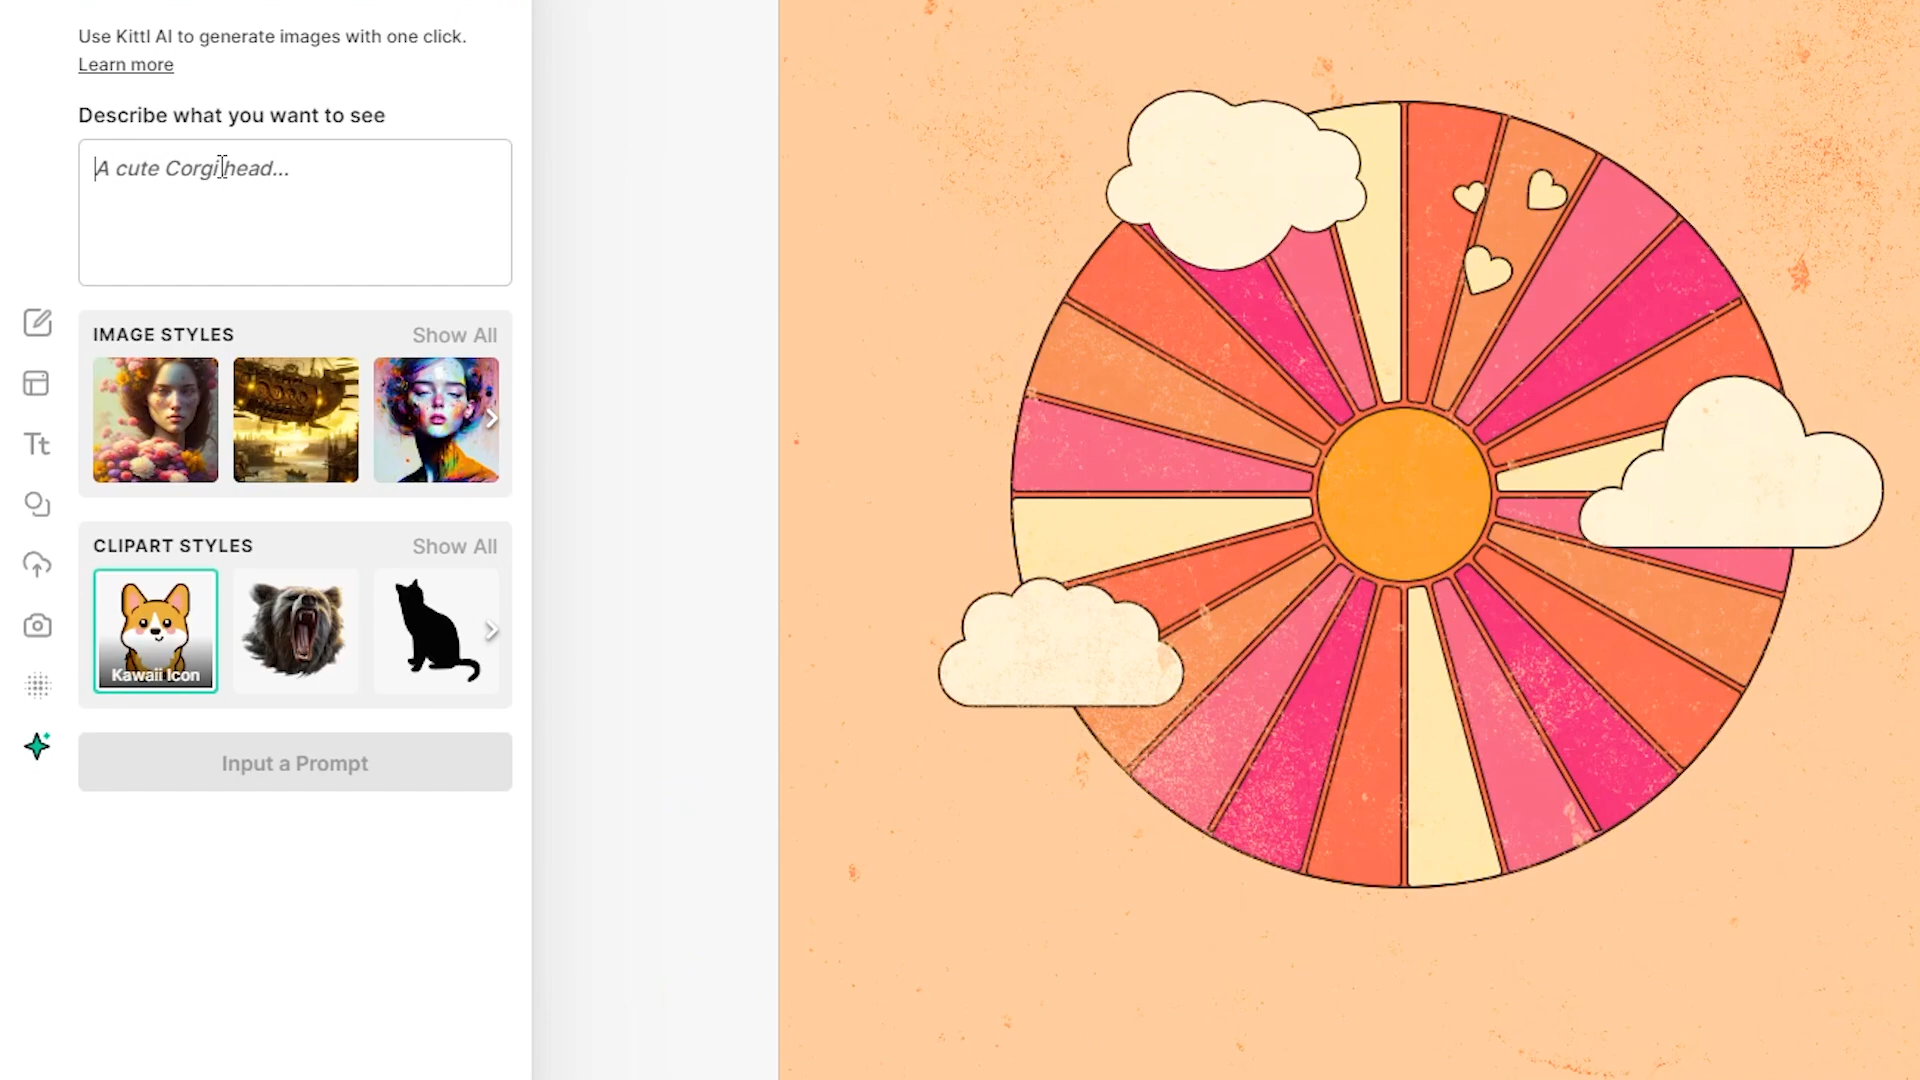 Use Kittl AI to generate images with one click.
Learn more
Describe what you want to see
A cute Corgi head...
IMAGE STYLES
Show All
CLIPART STYLES
Show All
Kawaii Icon
Tt
Input a Prompt